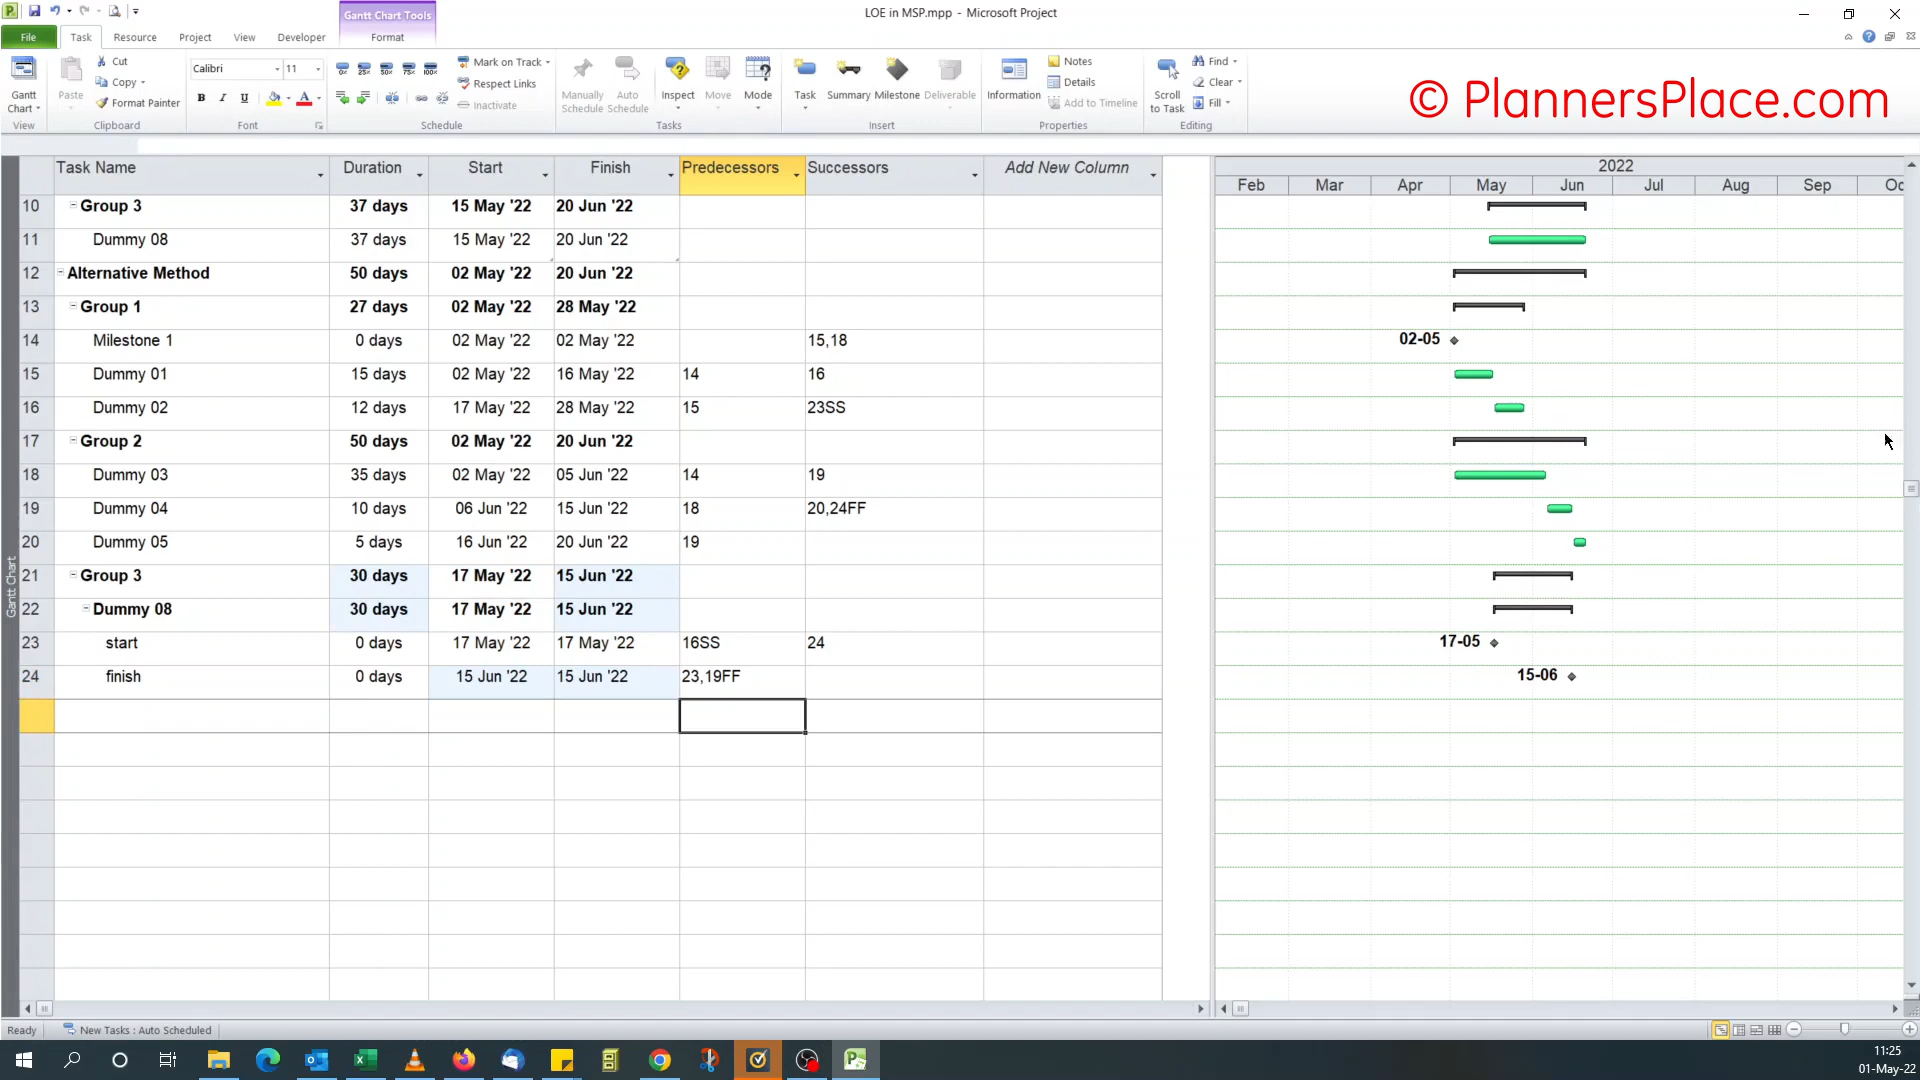 LOE in MSP.mpp - Microsoft Project
Gantt Chart Tools
File Task Resource Project View Developer Format
Gantt Chart
View
Paste
Cut
Copy
Format Painter
Clipboard
Calibri 11
B I U A
Font
0% 25% 50% 75% 100%
Mark on Track
Respect Links
Inactivate
Schedule
Manually Schedule
Auto Schedule
Inspect
Move
Mode
Tasks
Task
Summary
Milestone
Deliverable
Insert
Information
Notes
Details
Add to Timeline
Properties
Scroll to Task
Find
Clear
Fill
Editing
© PlannersPlace.com
Task Name Duration Start Finish Predecessors Successors Add New Column
2022
Feb Mar Apr May Jun Jul Aug Sep Oc
10 Group 3 37 days 15 May '22 20 Jun '22
11 Dummy 08 37 days 15 May '22 20 Jun '22
12 Alternative Method 50 days 02 May '22 20 Jun '22
13 Group 1 27 days 02 May '22 28 May '22
14 Milestone 1 0 days 02 May '22 02 May '22 15,18 02-05
15 Dummy 01 15 days 02 May '22 16 May '22 14 16
16 Dummy 02 12 days 17 May '22 28 May '22 15 23SS
17 Group 2 50 days 02 May '22 20 Jun '22
18 Dummy 03 35 days 02 May '22 05 Jun '22 14 19
19 Dummy 04 10 days 06 Jun '22 15 Jun '22 18 20,24FF
20 Dummy 05 5 days 16 Jun '22 20 Jun '22 19
21 Group 3 30 days 17 May '22 15 Jun '22
22 Dummy 08 30 days 17 May '22 15 Jun '22
23 start 0 days 17 May '22 17 May '22 16SS 24 17-05
24 finish 0 days 15 Jun '22 15 Jun '22 23,19FF 15-06
Gantt Chart
Ready New Tasks : Auto Scheduled
11:25
01-May-22